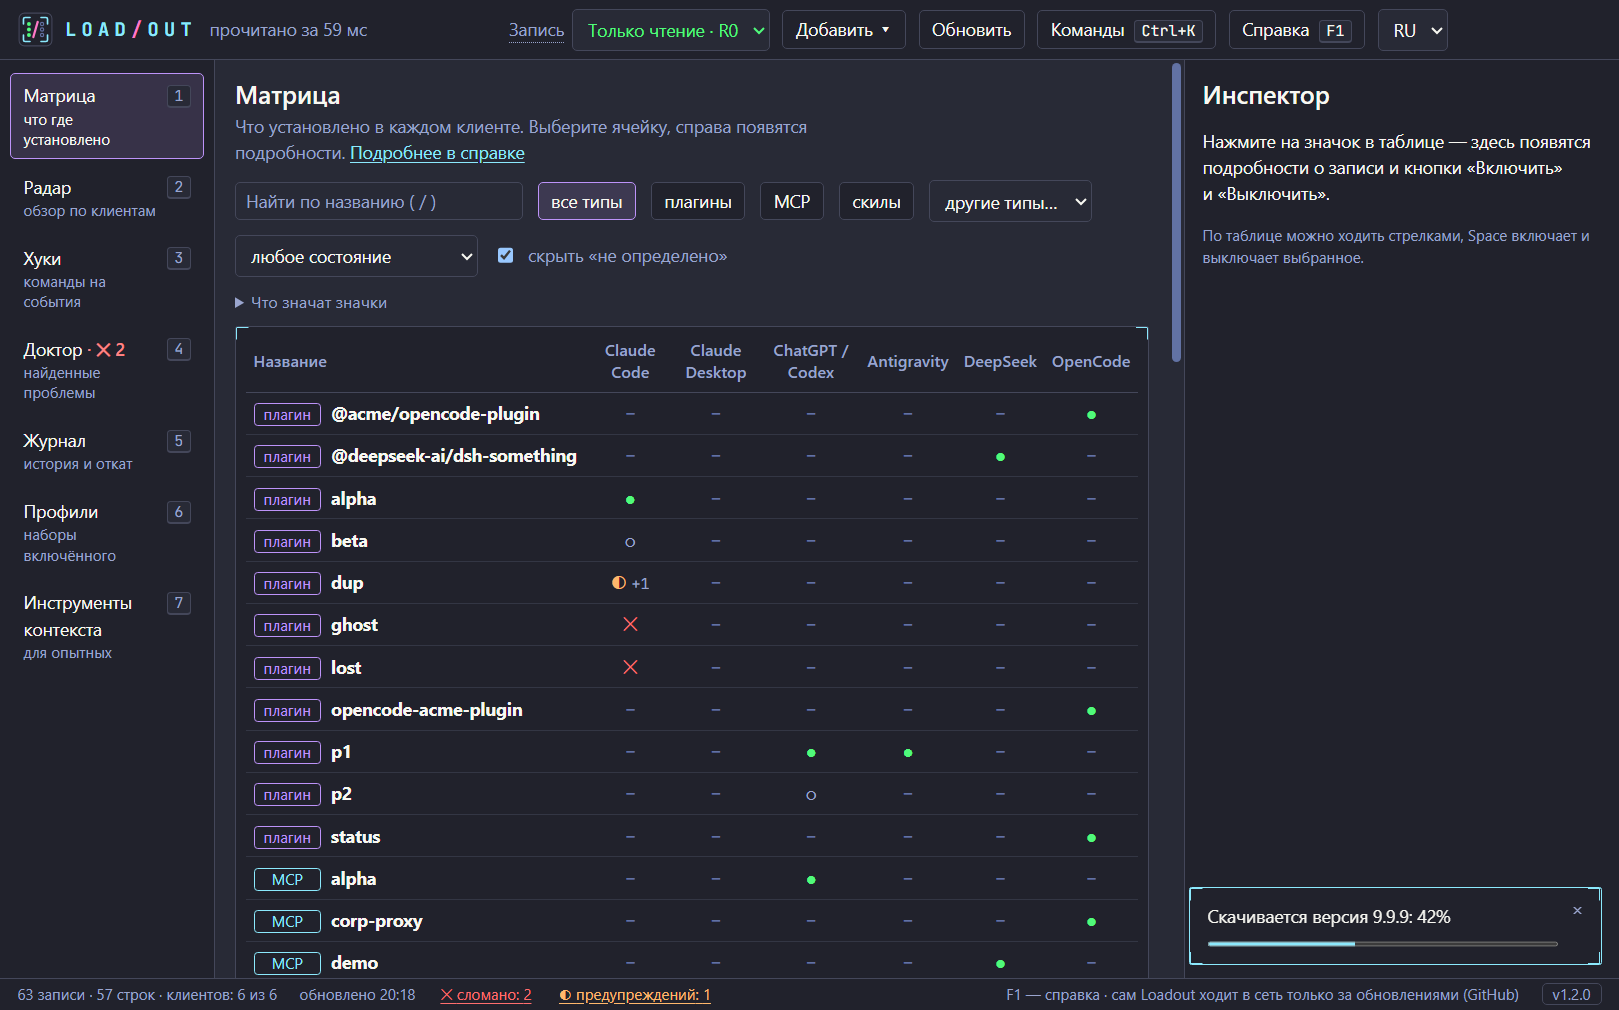 LOAD/OUT прочитано за 59 мс Запись Только чтение · R0 Добавить ▼ Обновить Команды Ctrl+K Справка F1 RU
Матрица 1
что где
установлено
Радар 2
обзор по клиентам
Хуки 3
команды на
события
Доктор · ✕ 2 4
найденные
проблемы
Журнал 5
история и откат
Профили 6
наборы
включённого
Инструменты 7
контекста
для опытных
Матрица
Что установлено в каждом клиенте. Выберите ячейку, справа появятся
подробности. Подробнее в справке
Найти по названию ( / ) все типы плагины MCP скилы другие типы...
любое состояние скрыть «не определено»
▶ Что значат значки
Название Claude Code Claude Desktop ChatGPT / Codex Antigravity DeepSeek OpenCode
плагин @acme/opencode-plugin – – – – – ●
плагин @deepseek-ai/dsh-something – – – – ● –
плагин alpha ● – – – – –
плагин beta ○ – – – – –
плагин dup ◐ +1 – – – – –
плагин ghost ✕ – – – – –
плагин lost ✕ – – – – –
плагин opencode-acme-plugin – – – – – ●
плагин p1 – – ● ● – –
плагин p2 – – ○ – – –
плагин status – – – – – ●
MCP alpha – – ● – – –
MCP corp-proxy – – – – – ●
MCP demo – – – – ● –
Инспектор
Нажмите на значок в таблице — здесь появятся
подробности о записи и кнопки «Включить»
и «Выключить».
По таблице можно ходить стрелками, Space включает и
выключает выбранное.
Скачивается версия 9.9.9: 42% ×
63 записи · 57 строк · клиентов: 6 из 6 обновлено 20:18 ✕ сломано: 2 ◐ предупреждений: 1 F1 — справка · сам Loadout ходит в сеть только за обновлениями (GitHub) v1.2.0